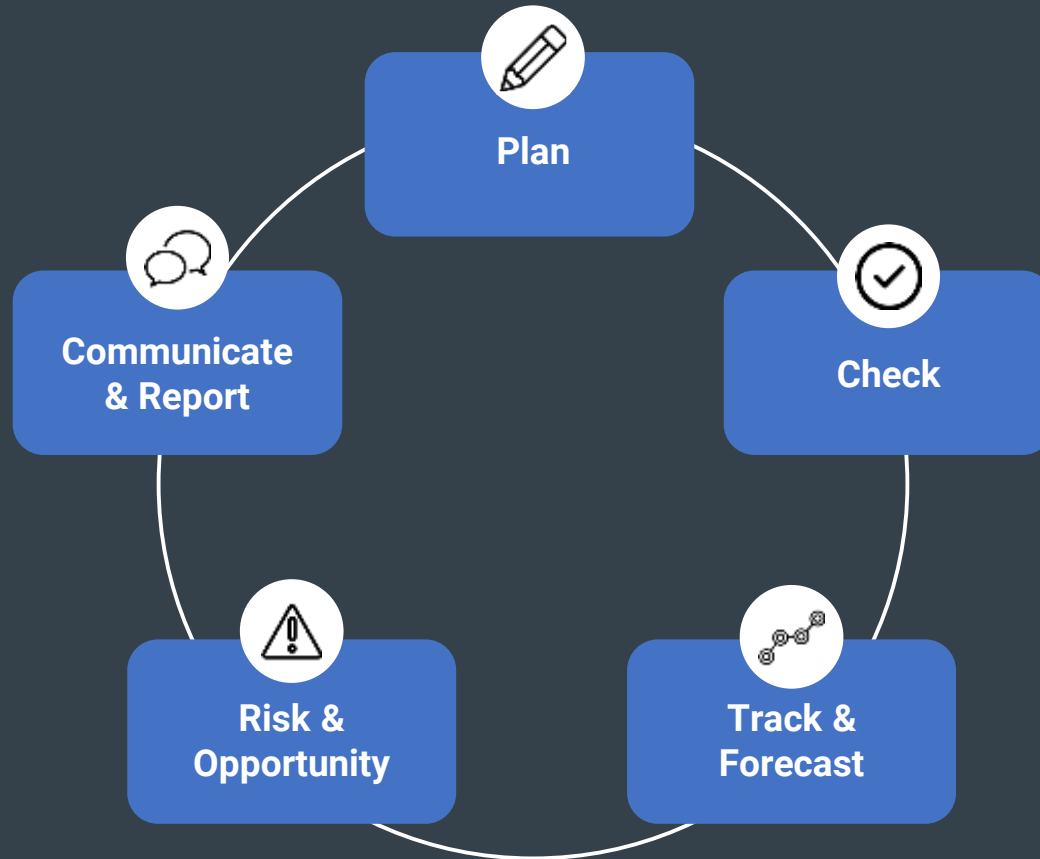 Plan
Check
Track &
Forecast
Risk &
Opportunity
Communicate
& Report